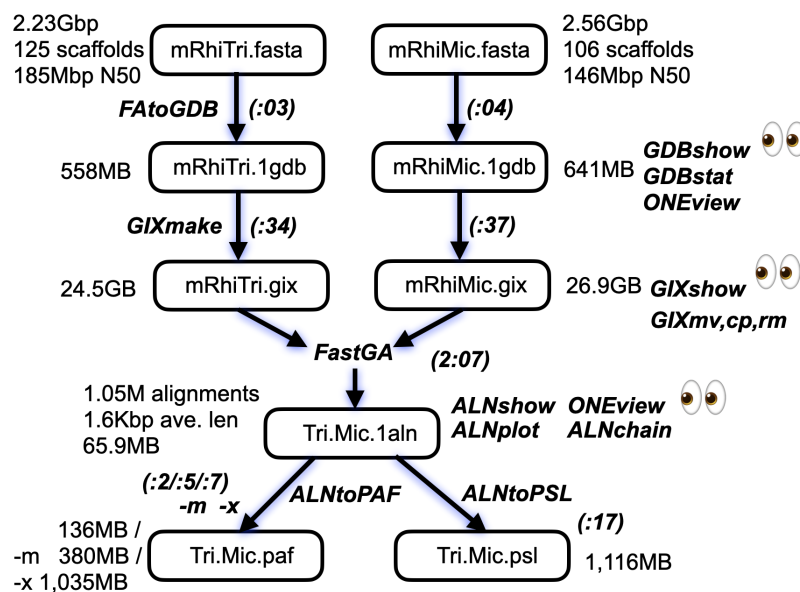 2.23Gbp
125 scaffolds
185Mbp N50
mRhiTri.fasta
mRhiMic.fasta
2.56Gbp
106 scaffolds
146Mbp N50
FAtoGDB
(:03)
(:04)
558MB
mRhiTri.1gdb
mRhiMic.1gdb
641MB
GDBshow
GDBstat
ONEview
GIXmake
(:34)
(:37)
24.5GB
mRhiTri.gix
mRhiMic.gix
26.9GB
GIXshow
GIXmv,cp,rm
FastGA
(2:07)
1.05M alignments
1.6Kbp ave. len
65.9MB
Tri.Mic.1aln
ALNshow ONEview
ALNplot ALNchain
(:2/:5/:7)
-m -x
ALNtoPAF
ALNtoPSL
136MB /
-m 380MB /
-x 1,035MB
Tri.Mic.paf
Tri.Mic.psl
(:17)
1,116MB